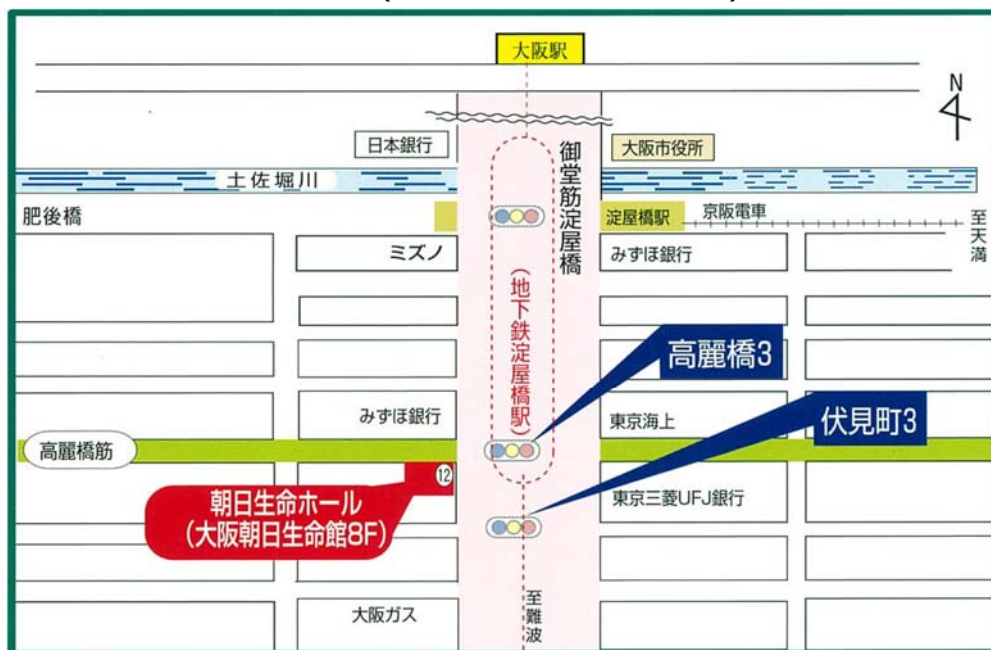 大阪駅
N
日本銀行
大阪市役所
御堂筋淀屋橋
土佐堀川
肥後橋
淀屋橋駅
京阪電車
至天満
ミズノ
みずほ銀行
(地下鉄淀屋橋駅)
高麗橋3
みずほ銀行
東京海上
伏見町3
高麗橋筋
⑫
朝日生命ホール
(大阪朝日生命館8F)
東京三菱UFJ銀行
大阪ガス
至難波